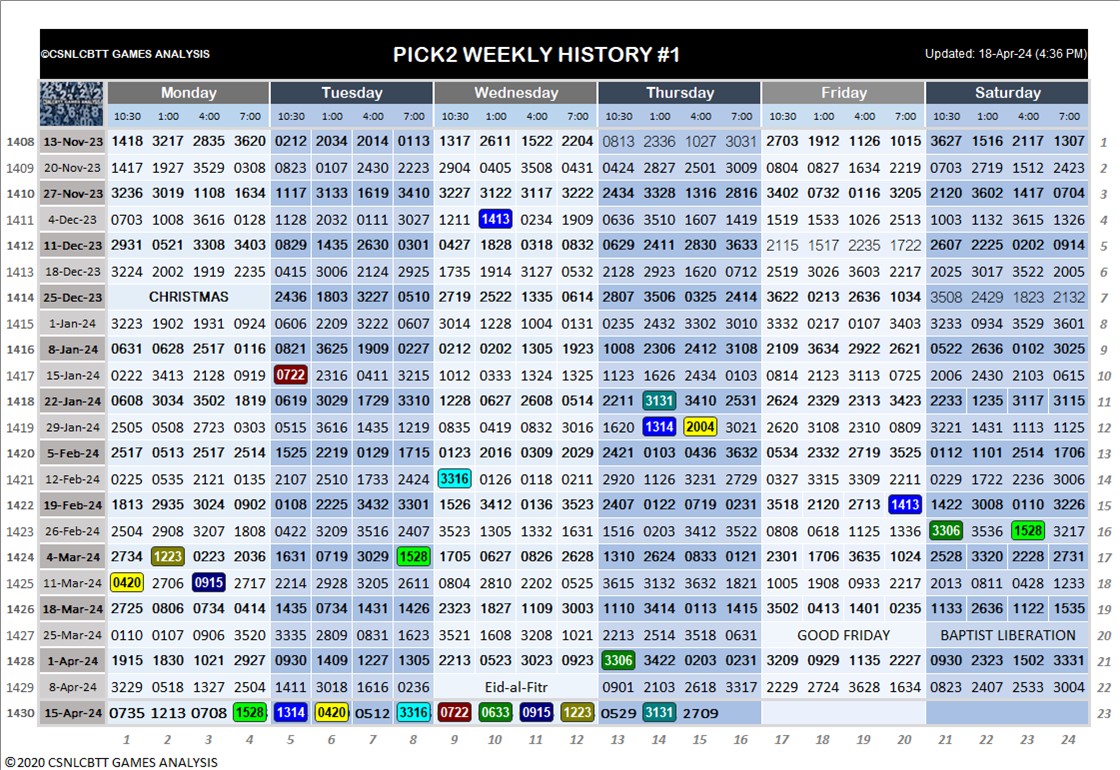 ©CSNLCBTT GAMES ANALYSIS PICK2 WEEKLY HISTORY #1 Updated: 18-Apr-24 (4:36 PM)
Monday Tuesday Wednesday Thursday Friday Saturday
10:30 1:00 4:00 7:00 10:30 1:00 4:00 7:00 10:30 1:00 4:00 7:00 10:30 1:00 4:00 7:00 10:30 1:00 4:00 7:00 10:30 1:00 4:00 7:00
1408 13-Nov-23 1418 3217 2835 3620 0212 2034 2014 0113 1317 2611 1522 2204 0813 2336 1027 3031 2703 1912 1126 1015 3627 1516 2117 1307 1
1409 20-Nov-23 1417 1927 3529 0308 0823 0107 2430 2223 2904 0405 3508 0431 0424 2827 2501 3009 0804 0827 1634 2219 0703 2719 1512 2423 2
1410 27-Nov-23 3236 3019 1108 1634 1117 3133 1619 3410 3227 3122 3117 3222 2434 3328 1316 2816 3402 0732 0116 3205 2120 3602 1417 0704 3
1411 4-Dec-23 0703 1008 3616 0128 1128 2032 0111 3027 1211 1413 0234 1909 0636 3510 1607 1419 1519 1533 1026 2513 1003 1132 3615 1326 4
1412 11-Dec-23 2931 0521 3308 3403 0829 1435 2630 0301 0427 1828 0318 0832 0629 2411 2830 3633 2115 1517 2235 1722 2607 2225 0202 0914 5
1413 18-Dec-23 3224 2002 1919 2235 0415 3006 2124 2925 1735 1914 3127 0532 2128 2923 1620 0712 2519 3026 3603 2217 2025 3017 3522 2005 6
1414 25-Dec-23 CHRISTMAS 2436 1803 3227 0510 2719 2522 1335 0614 2807 3506 0325 2414 3622 0213 2636 1034 3508 2429 1823 2132 7
1415 1-Jan-24 3223 1902 1931 0924 0606 2209 3222 0607 3014 1228 1004 0131 0235 2432 3302 3010 3332 0217 0107 3403 3233 0934 3529 3601 8
1416 8-Jan-24 0631 0628 2517 0116 0821 3625 1909 0227 0212 0202 1305 1923 1008 2306 2412 3108 2109 3634 2922 2621 0522 2636 0102 3025 9
1417 15-Jan-24 0222 3413 2128 0919 0722 2316 0411 3215 1012 0333 1324 1325 1123 1626 2434 0103 0814 2123 3113 0725 2006 2430 2103 0615 10
1418 22-Jan-24 0608 3034 3502 1819 0619 3029 1729 3310 1228 0627 2608 0514 2211 3131 3410 2531 2624 2329 2313 3423 2233 1235 3117 3115 11
1419 29-Jan-24 2505 0508 2723 0303 0515 3616 1435 1219 0835 0419 0832 3016 1620 1314 2004 3021 2620 3108 2310 0809 3221 1431 1113 1125 12
1420 5-Feb-24 2517 0513 2517 2514 1525 2219 0129 1715 0123 2016 0309 2029 2421 0103 0436 3632 0534 2332 2719 3525 0112 1101 2514 1706 13
1421 12-Feb-24 0225 0535 2121 0135 2107 2510 1733 2424 3316 0126 0118 0211 2920 1126 3231 2729 0327 3315 3309 2211 0229 1722 2236 3006 14
1422 19-Feb-24 1813 2935 3024 0902 0108 2225 3432 3301 1526 3412 0136 3523 2407 0122 0719 0231 3518 2120 2713 1413 1422 3008 0110 3226 15
1423 26-Feb-24 2504 2908 3207 1808 0422 3209 3516 2407 3523 1305 1332 1631 1516 0203 3412 3522 0808 0618 1125 1336 3306 3536 1528 3217 16
1424 4-Mar-24 2734 1223 0223 2036 1631 0719 3029 1528 1705 0627 0826 2628 1310 2624 0833 0121 2301 1706 3335 1024 2528 3320 2228 2731 17
1425 11-Mar-24 0420 2706 0915 2717 2214 2928 3205 2611 0804 2810 2202 0525 3615 3132 3632 1821 1005 1908 0933 2217 2013 0811 0428 1233 18
1426 18-Mar-24 2725 0806 0734 0414 1435 0734 1431 1426 2323 1827 1109 3003 1110 3414 0113 1415 3502 0413 1401 0235 1133 2636 1122 1535 19
1427 25-Mar-24 0110 0107 0906 3520 3335 2809 0831 1623 3521 1608 3208 1021 2213 2514 3518 0631 GOOD FRIDAY BAPTIST LIBERATION 20
1428 1-Apr-24 1915 1830 1021 2927 0930 1409 1227 1305 2213 0523 3023 0923 3306 3422 0203 0231 3209 0929 1135 2227 0930 2323 1502 3331 21
1429 8-Apr-24 3229 0518 1327 2504 1411 3018 1616 0236 Eid-al-Fitr 0901 2103 2618 3317 2229 2724 3628 1634 0823 2407 2533 3004 22
1430 15-Apr-24 0735 1213 0708 1528 1314 0420 0512 3316 0722 0633 0915 1223 0529 3131 2709 23
1 2 3 4 5 6 7 8 9 10 11 12 13 14 15 16 17 18 19 20 21 22 23 24
©2020 CSNLCBTT GAMES ANALYSIS